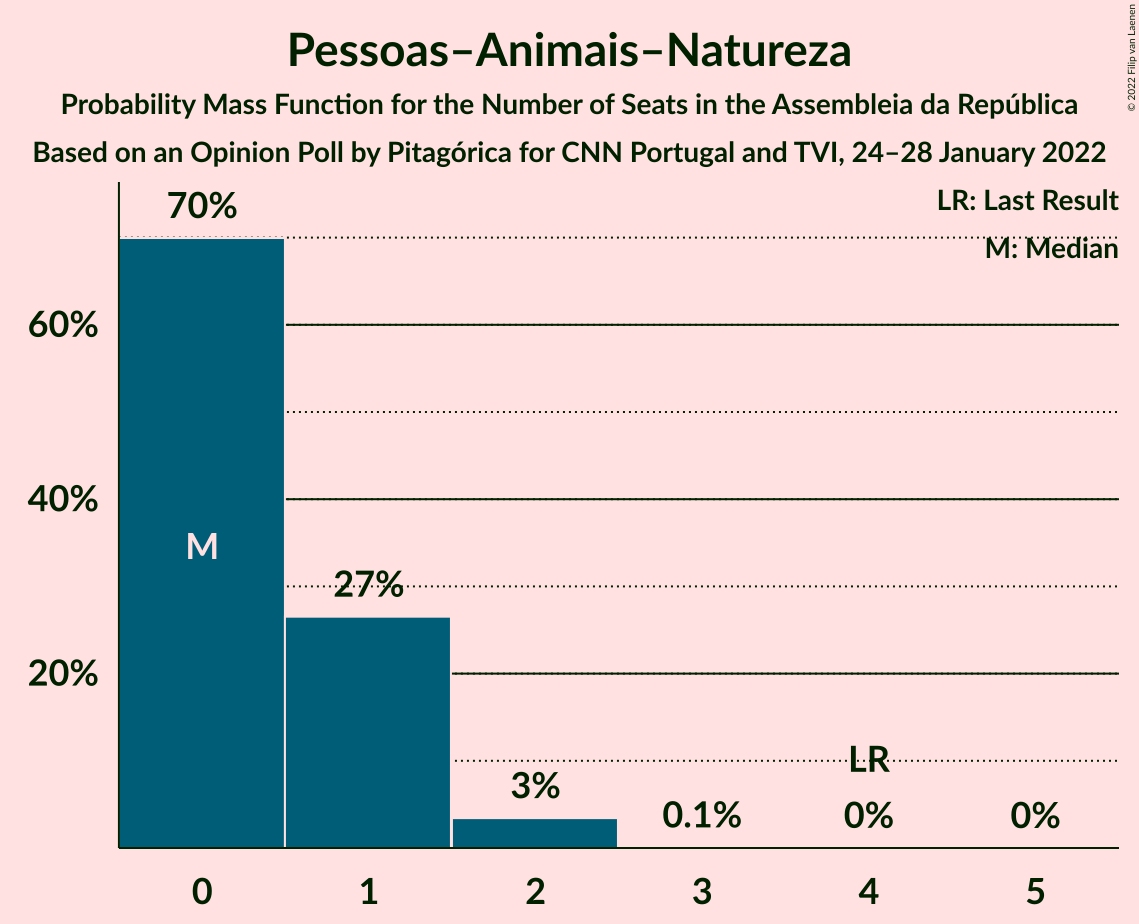 Pessoas–Animais–Natureza
Probability Mass Function for the Number of Seats in the Assembleia da República
Based on an Opinion Poll by Pitagórica for CNN Portugal and TVI, 24–28 January 2022
© 2022 Filip van Laenen
LR: Last Result
M: Median
70%
60%
40%
20%
M
27%
3%
0.1%
LR
0%
0%
0 1 2 3 4 5